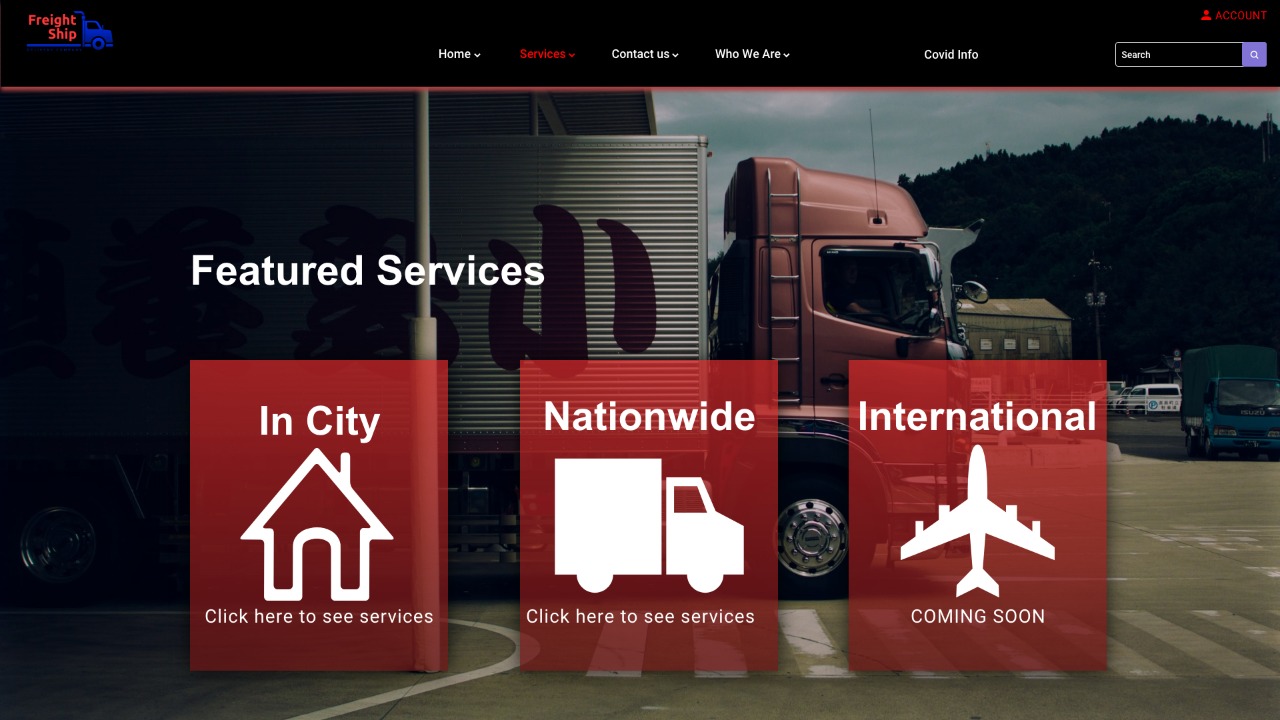 Freight
Ship
ACCOUNT
Home
Services
Contact us
Who We Are
Covid Info
Search
Featured Services
In City
Nationwide
International
Click here to see services
Click here to see services
COMING SOON
ISUZU